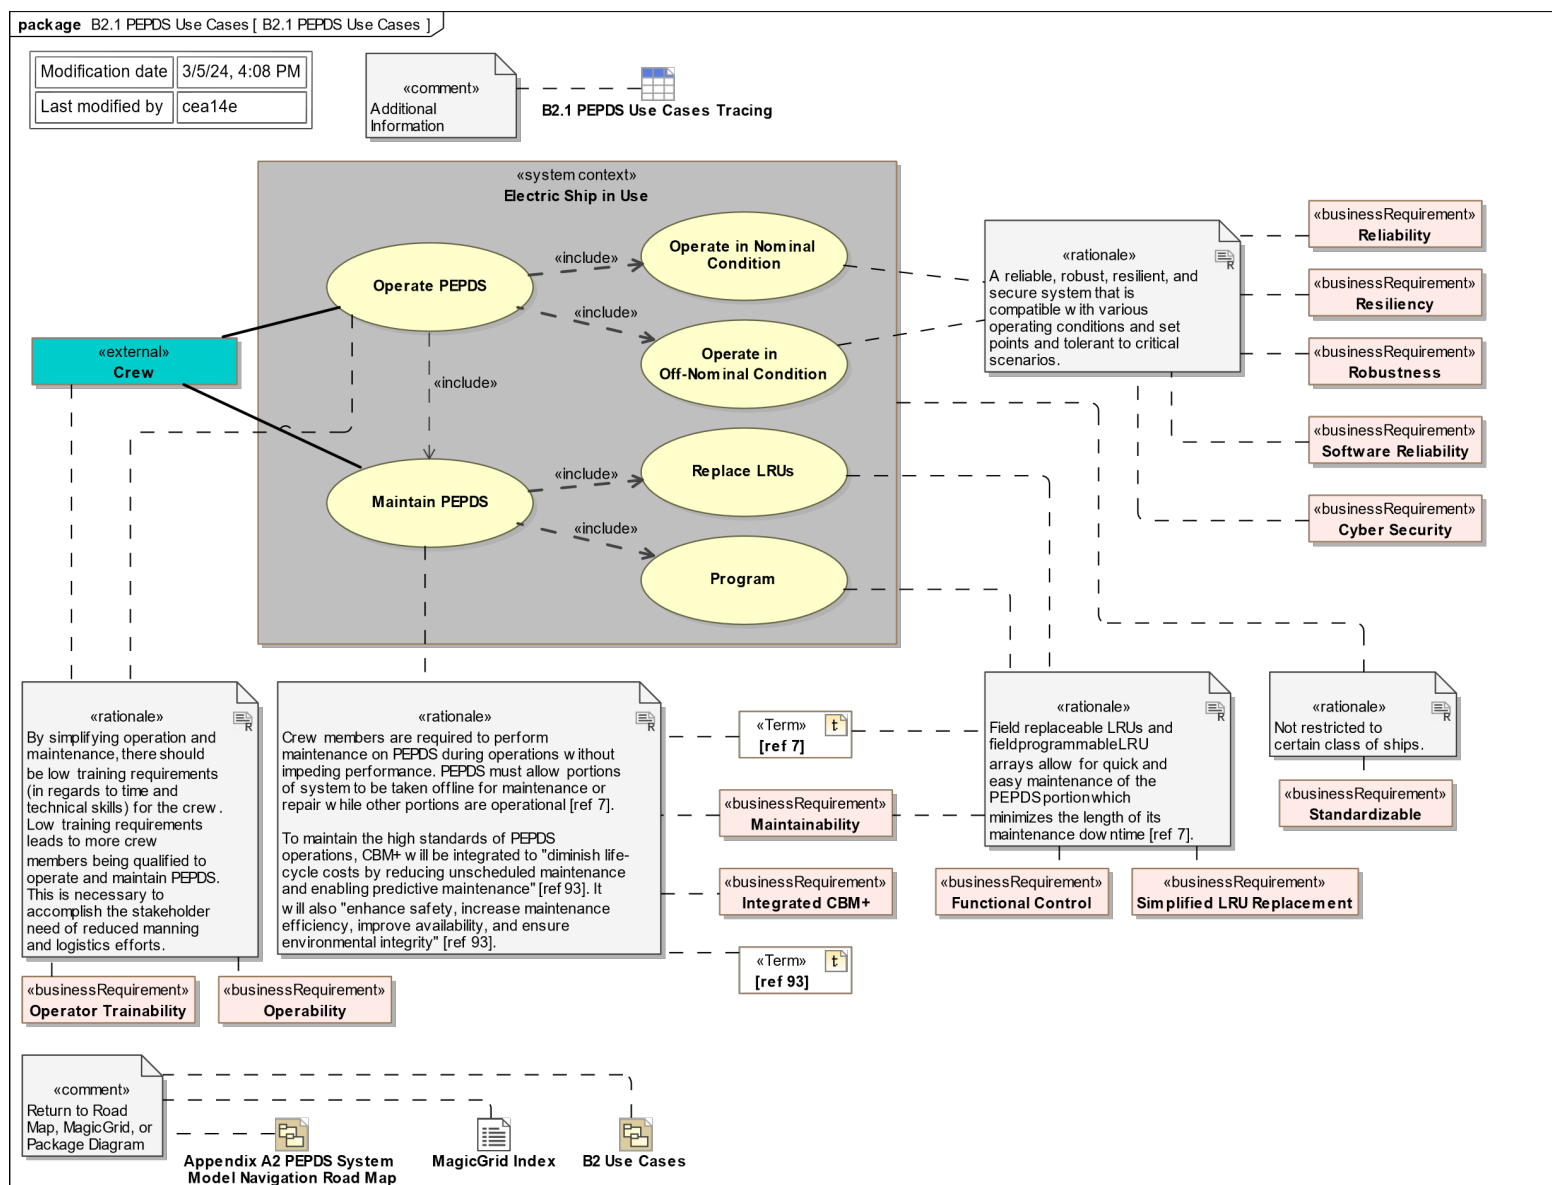 package B2.1 PEPDS Use Cases [ B2.1 PEPDS Use Cases ]
Modification date 3/5/24, 4:08 PM
Last modified by cea14e
«comment»
Additional
Information
B2.1 PEPDS Use Cases Tracing
«system context»
Electric Ship in Use
Operate PEPDS
«include»
«include»
«include»
Operate in Nominal
Condition
Operate in
Off-Nominal Condition
«external»
Crew
Maintain PEPDS
«include»
«include»
Replace LRUs
Program
«rationale»
A reliable, robust, resilient, and
secure system that is
compatible with various
operating conditions and set
points and tolerant to critical
scenarios.
«businessRequirement»
Reliability
«businessRequirement»
Resiliency
«businessRequirement»
Robustness
«businessRequirement»
Software Reliability
«businessRequirement»
Cyber Security
«rationale»
By simplifying operation and
maintenance, there should
be low training requirements
(in regards to time and
technical skills) for the crew.
Low training requirements
leads to more crew
members being qualified to
operate and maintain PEPDS.
This is necessary to
accomplish the stakeholder
need of reduced manning
and logistics efforts.
«businessRequirement»
Operator Trainability
«businessRequirement»
Operability
«rationale»
Crew members are required to perform
maintenance on PEPDS during operations without
impeding performance. PEPDS must allow portions
of system to be taken offline for maintenance or
repair while other portions are operational [ref 7].
To maintain the high standards of PEPDS
operations, CBM+ will be integrated to "diminish life-
cycle costs by reducing unscheduled maintenance
and enabling predictive maintenance" [ref 93]. It
will also "enhance safety, increase maintenance
efficiency, improve availability, and ensure
environmental integrity" [ref 93].
«Term» t
[ref 7]
«businessRequirement»
Maintainability
«businessRequirement»
Integrated CBM+
«Term» t
[ref 93]
«rationale»
Field replaceable LRUs and
field programmable LRU
arrays allow for quick and
easy maintenance of the
PEPDS portion which
minimizes the length of its
maintenance downtime [ref 7].
«businessRequirement»
Functional Control
«businessRequirement»
Simplified LRU Replacement
«rationale»
Not restricted to
certain class of ships.
«businessRequirement»
Standardizable
«comment»
Return to Road
Map, MagicGrid, or
Package Diagram
Appendix A2 PEPDS System
Model Navigation Road Map
MagicGrid Index
B2 Use Cases